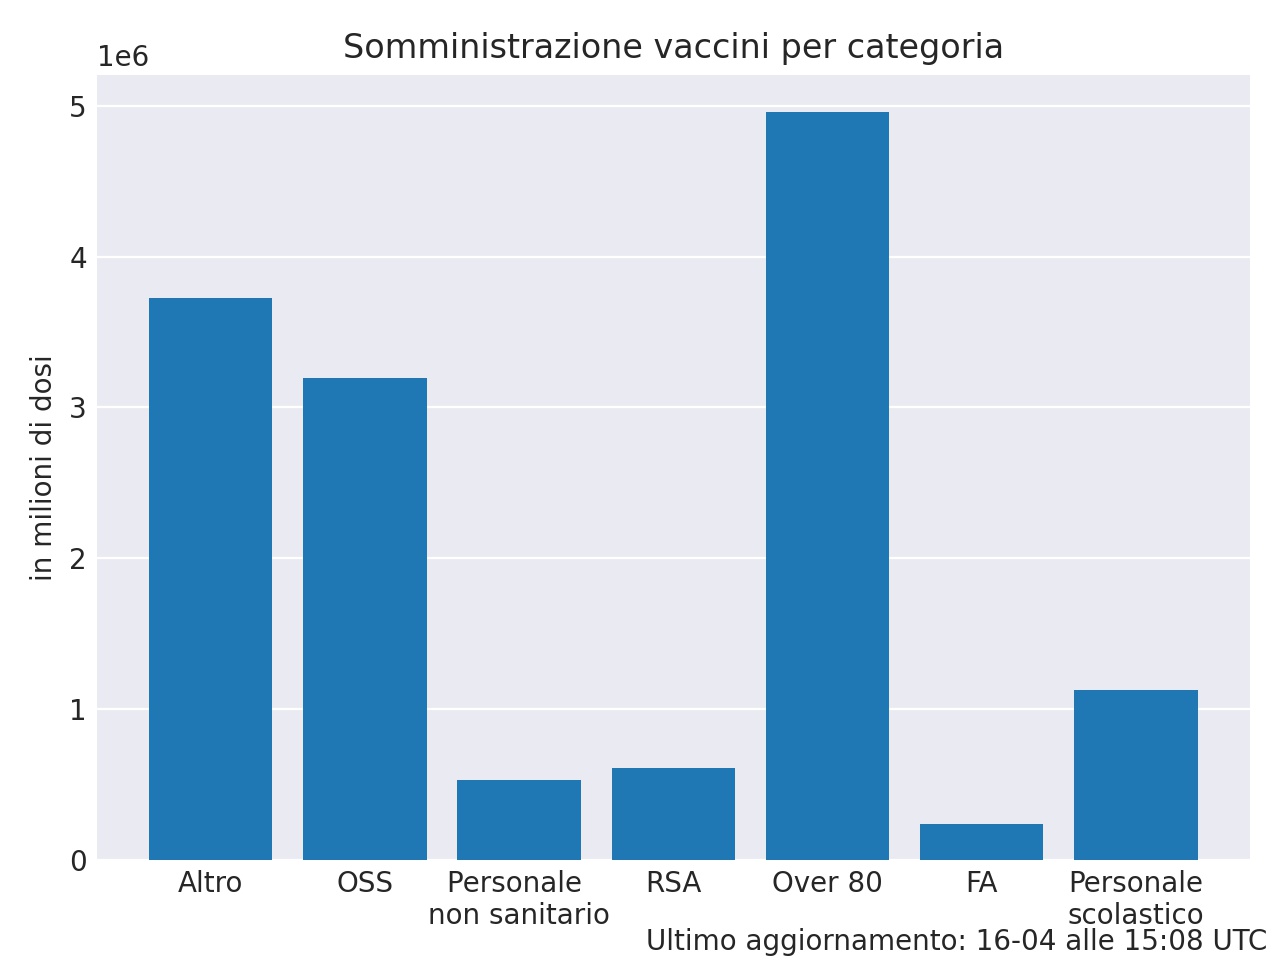 Somministrazione vaccini per categoria
1e6
5
4
3
2
1
0
in milioni di dosi
Altro
OSS
Personale
non sanitario
RSA
Over 80
FA
Personale
scolastico
Ultimo aggiornamento: 16-04 alle 15:08 UTC